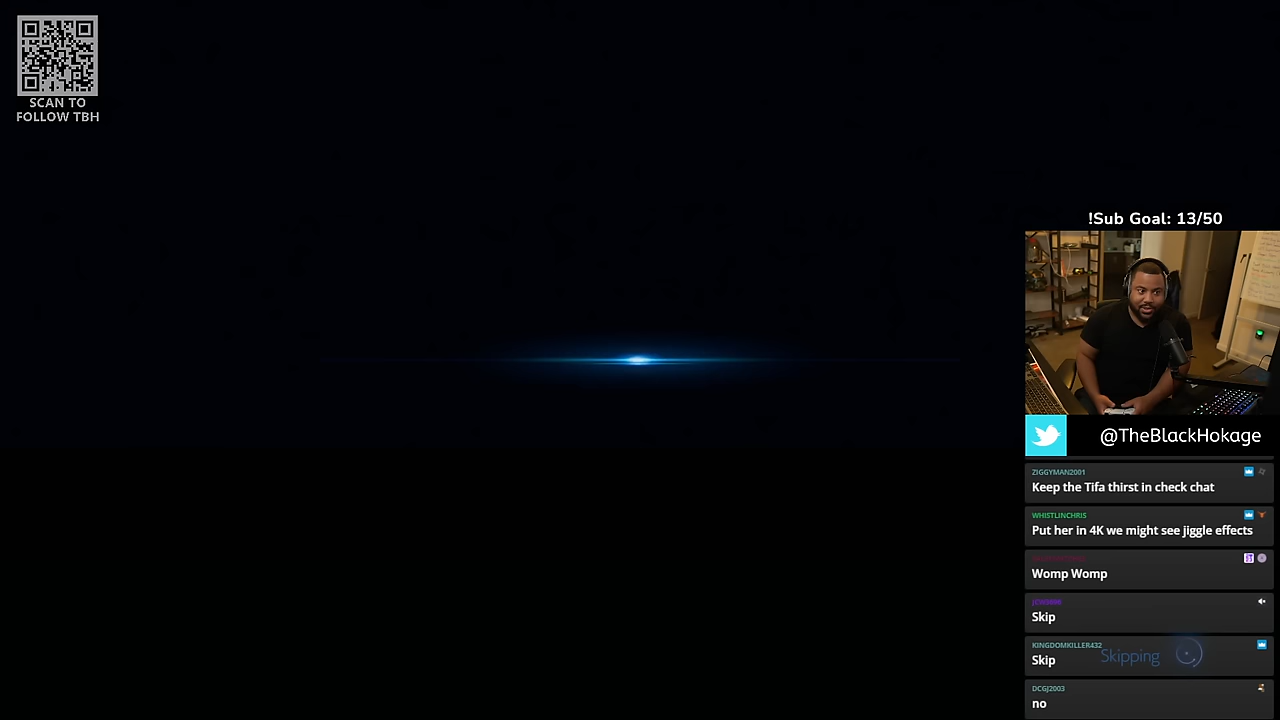 SCAN TO
FOLLOW TBH
!Sub Goal: 13/50
@TheBlackHokage
ZIGGYMAN2001
Keep the Tifa thirst in check chat
WHISTLINCHRIS
Put her in 4K we might see jiggle effects
Womp Womp
Skip
KINGDOMKILLER432
Skip
Skipping
DCGJ2003
no